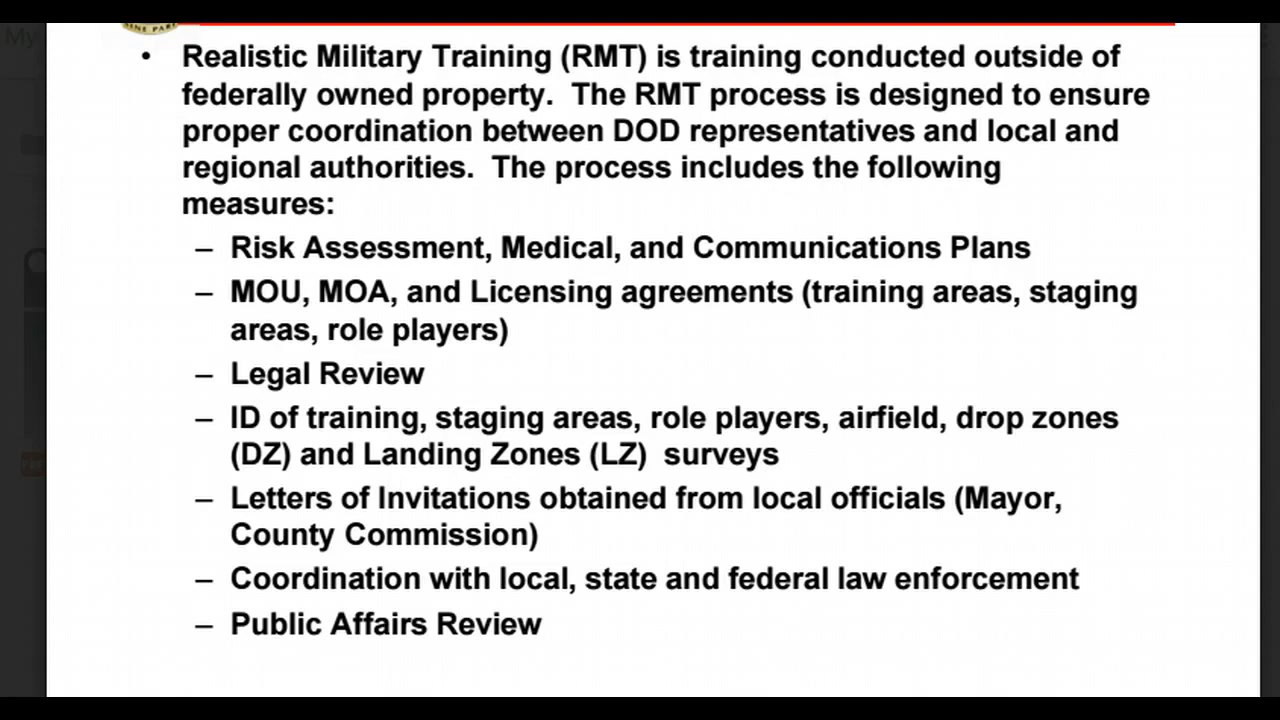 My
• Realistic Military Training (RMT) is training conducted outside of
federally owned property.  The RMT process is designed to ensure
proper coordination between DOD representatives and local and
regional authorities.  The process includes the following
measures:
– Risk Assessment, Medical, and Communications Plans
– MOU, MOA, and Licensing agreements (training areas, staging
areas, role players)
– Legal Review
– ID of training, staging areas, role players, airfield, drop zones
(DZ) and Landing Zones (LZ)  surveys
– Letters of Invitations obtained from local officials (Mayor,
County Commission)
– Coordination with local, state and federal law enforcement
– Public Affairs Review